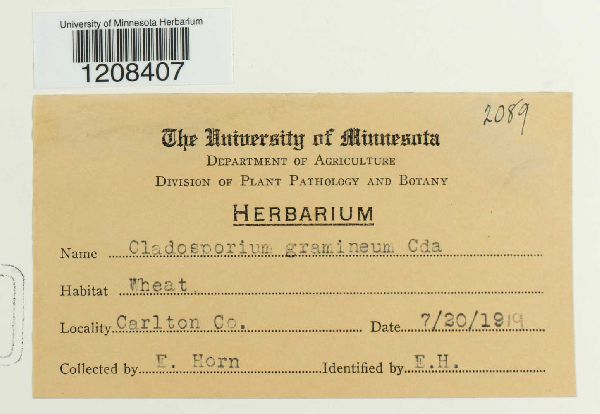 University of Minnesota Herbarium
1208407
2089
The University of Minnesota
DEPARTMENT OF AGRICULTURE
DIVISION OF PLANT PATHOLOGY AND BOTANY
HERBARIUM
Name Cladosporium gramineum Cda
Habitat Wheat
Locality Carlton Co. Date 7/20/1919
Collected by E. Horn Identified by E.H.